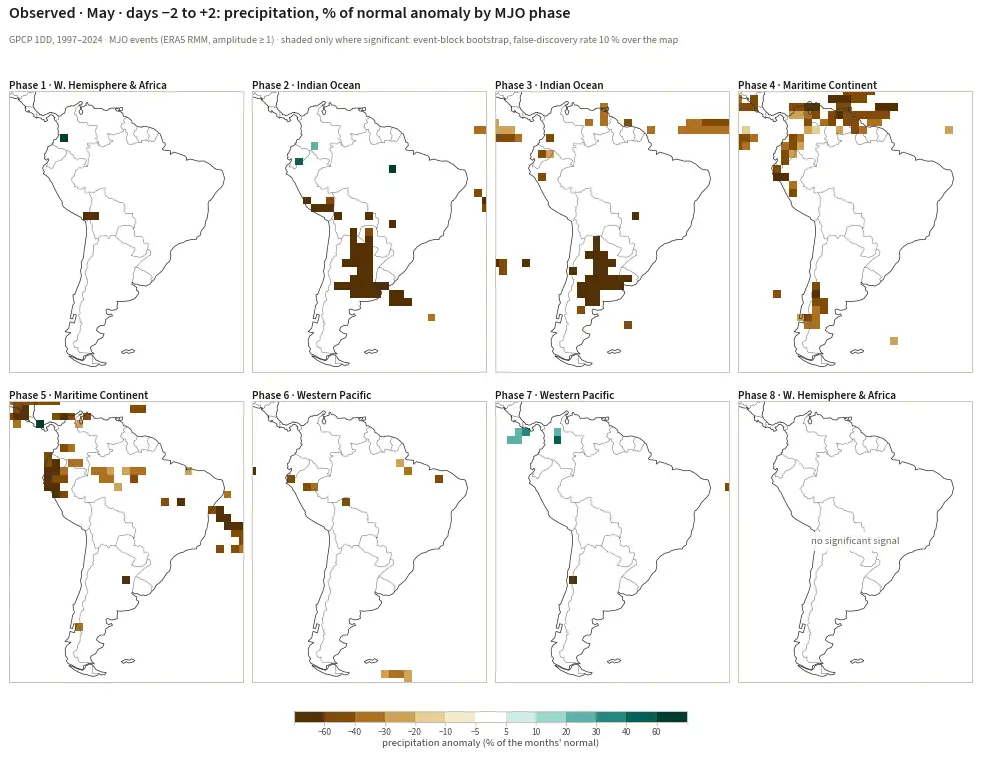 Observed · May · days −2 to +2: precipitation, % of normal anomaly by MJO phase
GPCP 1DD, 1997–2024 · MJO events (ERA5 RMM, amplitude ≥ 1) · shaded only where significant: event-block bootstrap, false-discovery rate 10 % over the map
Phase 1 · W. Hemisphere & Africa
Phase 2 · Indian Ocean
Phase 3 · Indian Ocean
Phase 4 · Maritime Continent
Phase 5 · Maritime Continent
Phase 6 · Western Pacific
Phase 7 · Western Pacific
Phase 8 · W. Hemisphere & Africa
no significant signal
−60 −40 −30 −20 −10 −5 5 10 20 30 40 60
precipitation anomaly (% of the months' normal)